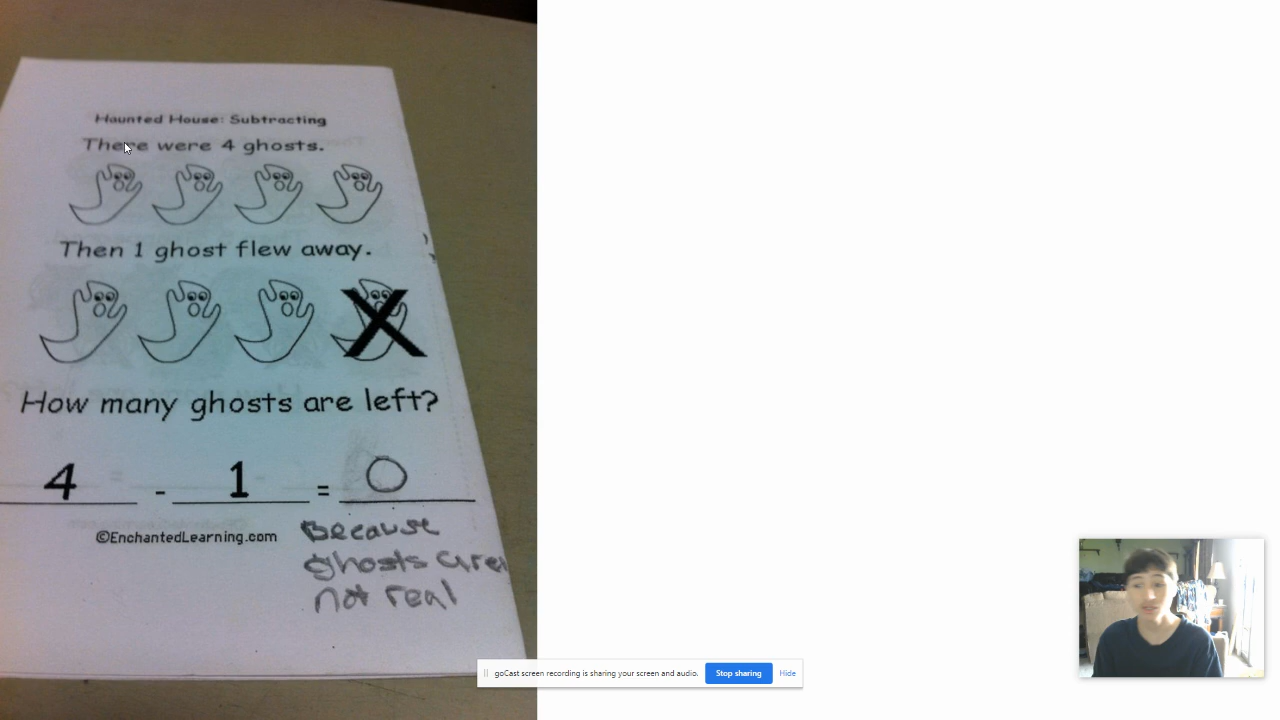 Haunted House: Subtracting
There were 4 ghosts.
Then 1 ghost flew away.
X
How many ghosts are left?
4 - 1 = 0
©EnchantedLearning.com
Because
ghosts are
not real
goCast screen recording is sharing your screen and audio. Stop sharing Hide